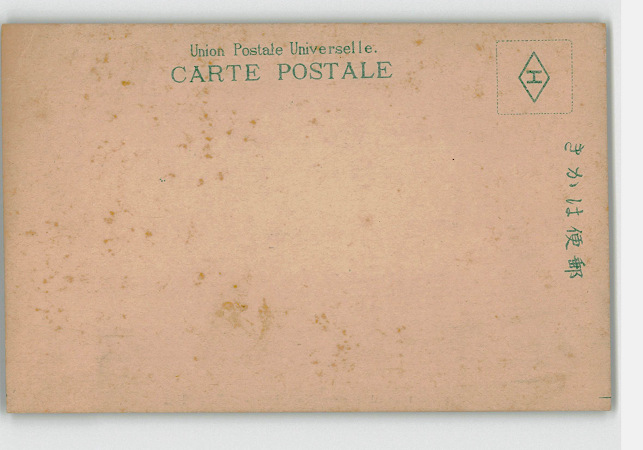 Union Postale Universelle.
CARTE POSTALE
H
郵便はかき